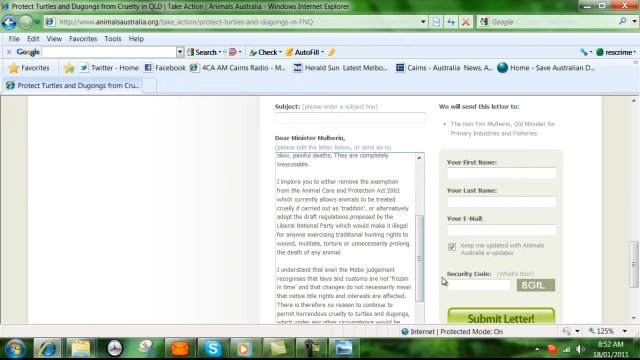 Protect Turtles and Dugongs from Cruelty in QLD | Take Action | Animals Australia - Windows Internet Explorer
http://www.animalsaustralia.org/take_action/protect-turtles-and-dugongs-in-FNQ
Google
File Edit View Favorites Tools Help
Google Search Check AutoFill rescrime
Favorites Twitter - Home Facebook 4CA AM Cairns Radio - M... Herald Sun Latest Melbo... Cairns - Australia News, A... Home - Save Australian D...
Protect Turtles and Dugongs from Cru...
Subject: (please enter a subject line)
Dear Minister Mulherin,
(please edit the letter below, or send as-is)
slow, painful deaths. They are completely
inexcusable.
I implore you to either remove the exemption
from the Animal Care and Protection Act 2001
which currently allows animals to be treated
cruelly if carried out as 'tradition', or alternatively
adopt the draft regulations proposed by the
Liberal National Party which would make it illegal
for anyone exercising traditional hunting rights to
wound, mutilate, torture or unnecessarily prolong
the death of any animal.
I understand that even the Mabo judgement
recognises that laws and customs are not 'frozen
in time' and that changes do not necessarily mean
that native title rights and interests are affected.
There is therefore no reason to continue to
permit horrendous cruelty to turtles and dugongs,
which under any other circumstance would be
We will send this letter to:
The Hon Tim Mulherin, Qld Minister for
Primary Industries and Fisheries
Your First Name:
Your Last Name:
Your E-Mail:
Keep me updated with Animals
Australia e-updates
Security Code: (What's this?)
8GfL
Submit Letter!
Internet | Protected Mode: On
125%
8:52 AM
18/01/2011